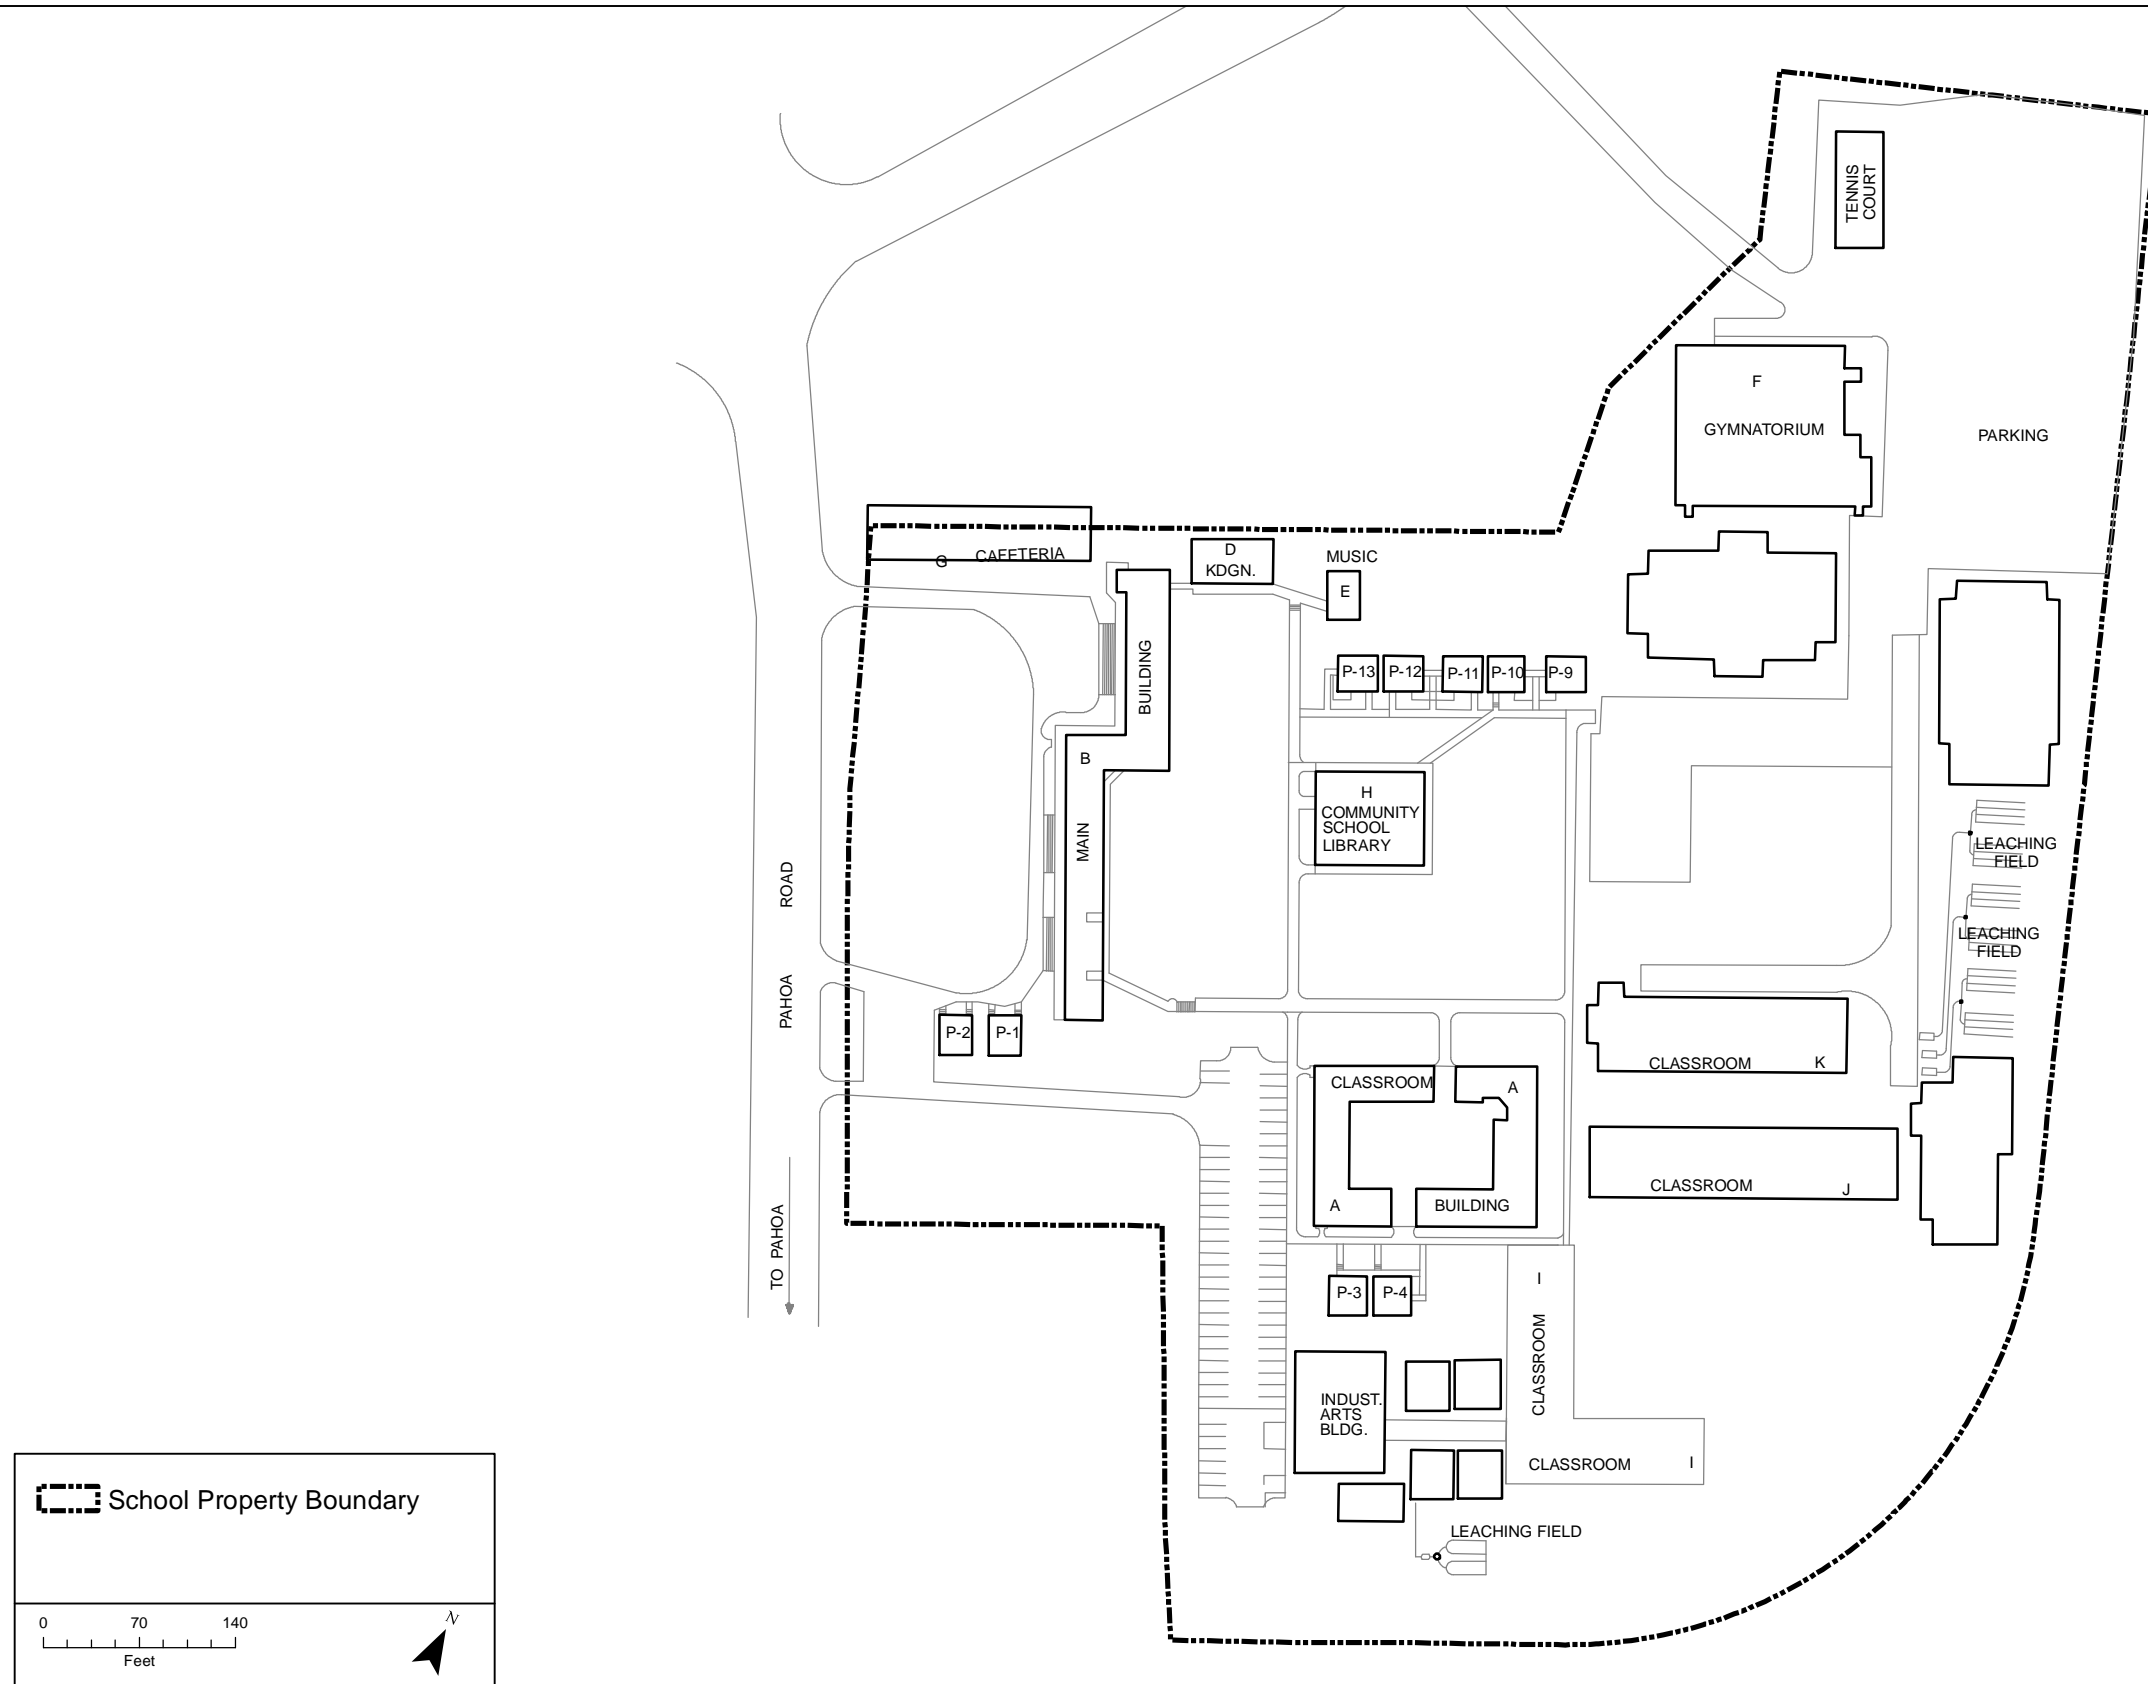 TENNIS
COURT
F
GYMNATORIUM
PARKING
G CAFETERIA
D
KDGN.
MUSIC
E
BUILDING
P-13
P-12
P-11
P-10
P-9
B
MAIN
H
COMMUNITY
SCHOOL
LIBRARY
LEACHING
FIELD
LEACHING
FIELD
PAHOA ROAD
P-2
P-1
CLASSROOM K
CLASSROOM
A
CLASSROOM J
A
BUILDING
TO PAHOA
P-3
P-4
I
CLASSROOM
INDUST.
ARTS
BLDG.
CLASSROOM I
LEACHING FIELD
School Property Boundary
0 70 140
Feet
N